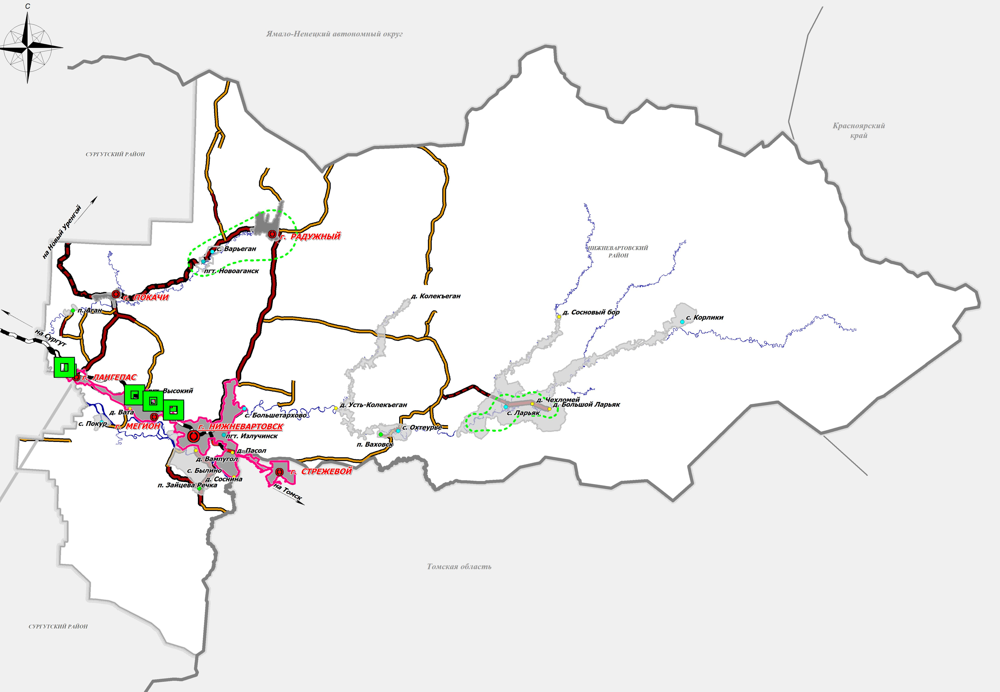 С
Ямало-Ненецкий автономный округ
Красноярский
край
СУРГУТСКИЙ РАЙОН
на Новый Уренгой
г. РАДУЖНЫЙ
с. Варьеган
НИЖНЕВАРТОВСКИЙ
РАЙОН
пгт. Новоаганск
г. ПОКАЧИ
д. Колекъеган
п. Аган
д. Сосновый бор
с. Корлики
на Сургут
г. ЛАНГЕПАС
пгт. Высокий
д. Чехломей
д. Усть-Колекъеган
д. Большой Ларьяк
д. Вата
с. Большетархово
с. Ларьяк
с. Покур
г. МЕГИОН
г. НИЖНЕВАРТОВСК
с. Охтеурье
пгт. Излучинск
п. Ваховск
д. Пасол
д. Вампугол
с. Былино
г. СТРЕЖЕВОЙ
д. Соснина
п. Зайцева Речка
на Томск
Томская область
СУРГУТСКИЙ РАЙОН